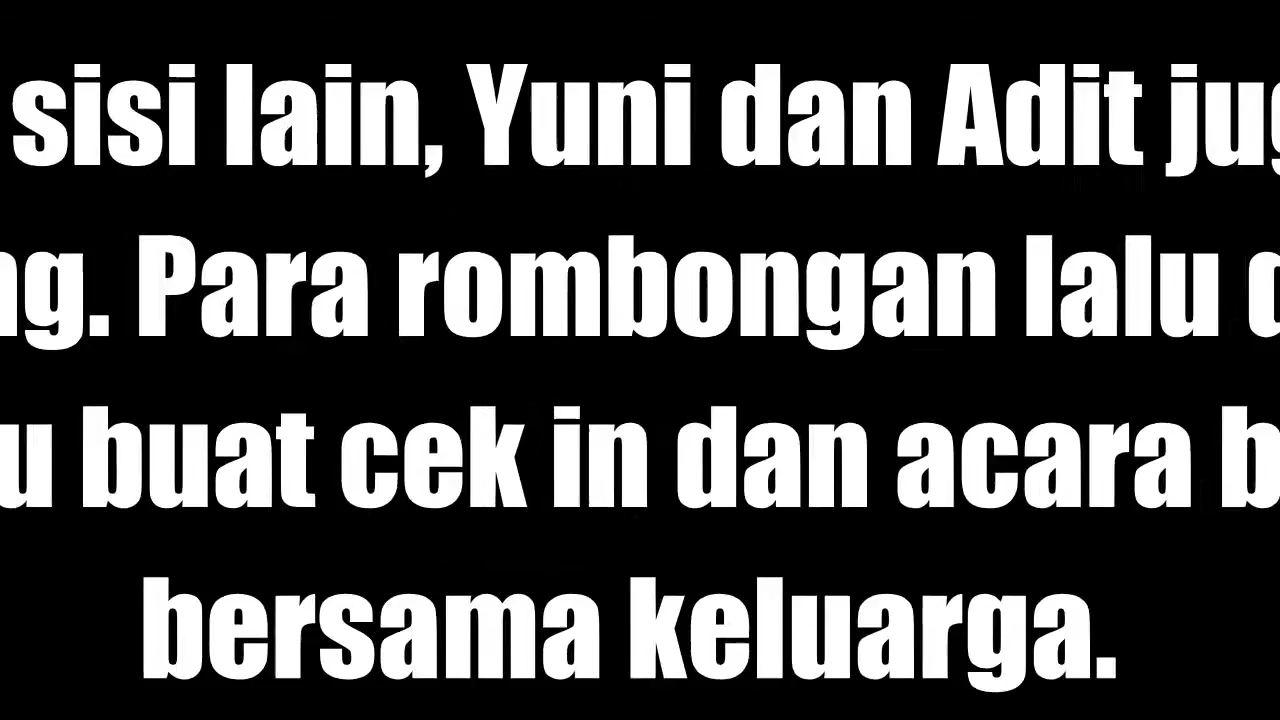 sisi lain, Yuni dan Adit
Para rombongan lalu
buat cek in dan acara
bersama keluarga.